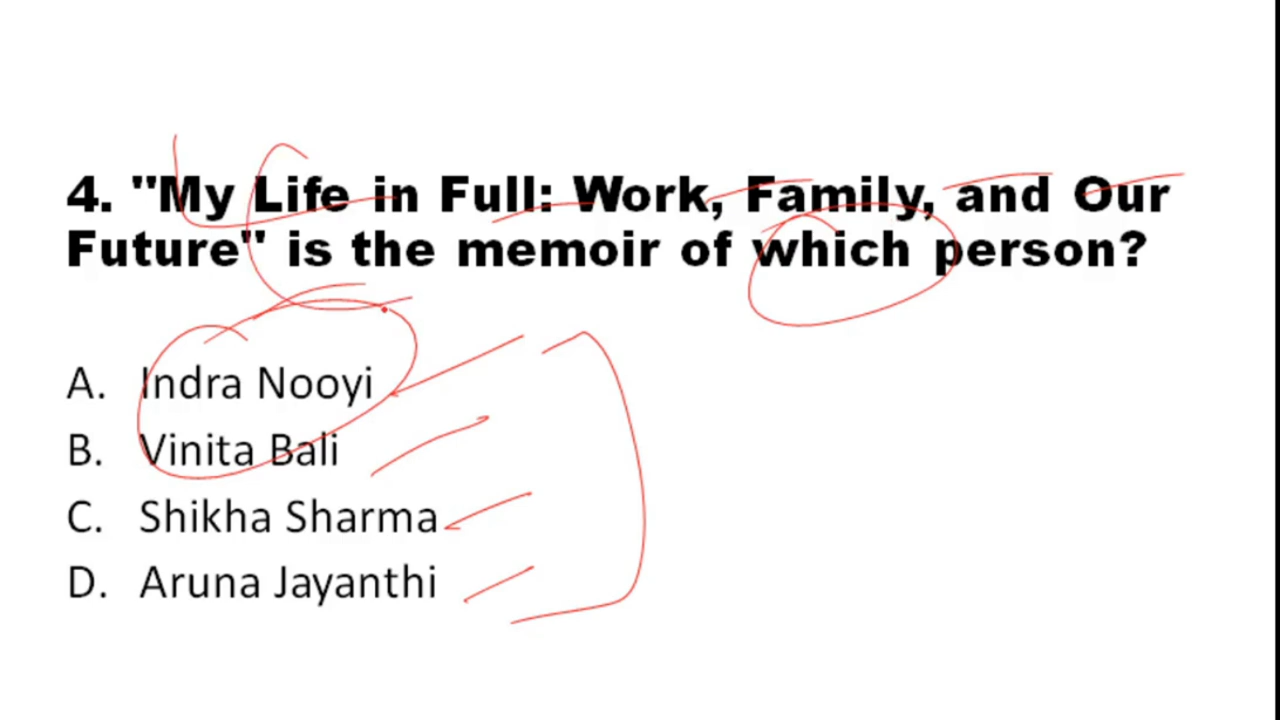 4. "My Life in Full: Work, Family, and Our
Future" is the memoir of which person?
A. Indra Nooyi
B. Vinita Bali
C. Shikha Sharma
D. Aruna Jayanthi